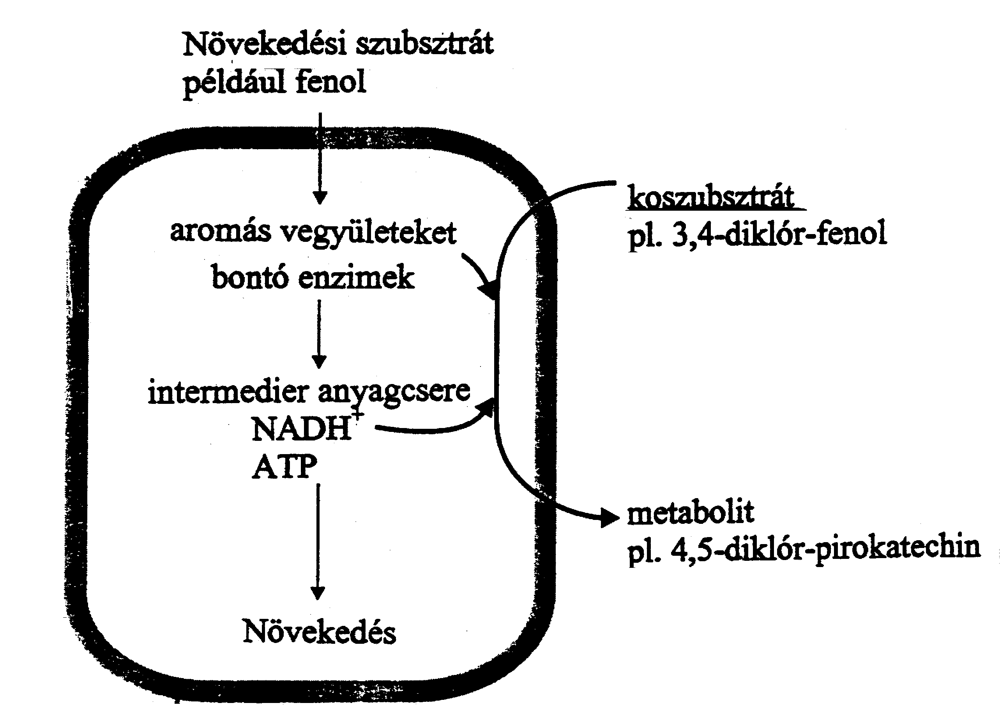 Növekedési szubsztrát
például fenol
aromás vegyületeket
bontó enzimek
intermedier anyagcsere
NADH⁺
ATP
Növekedés
koszubsztrát
pl. 3,4-diklór-fenol
metabolit
pl. 4,5-diklór-pirokatechin